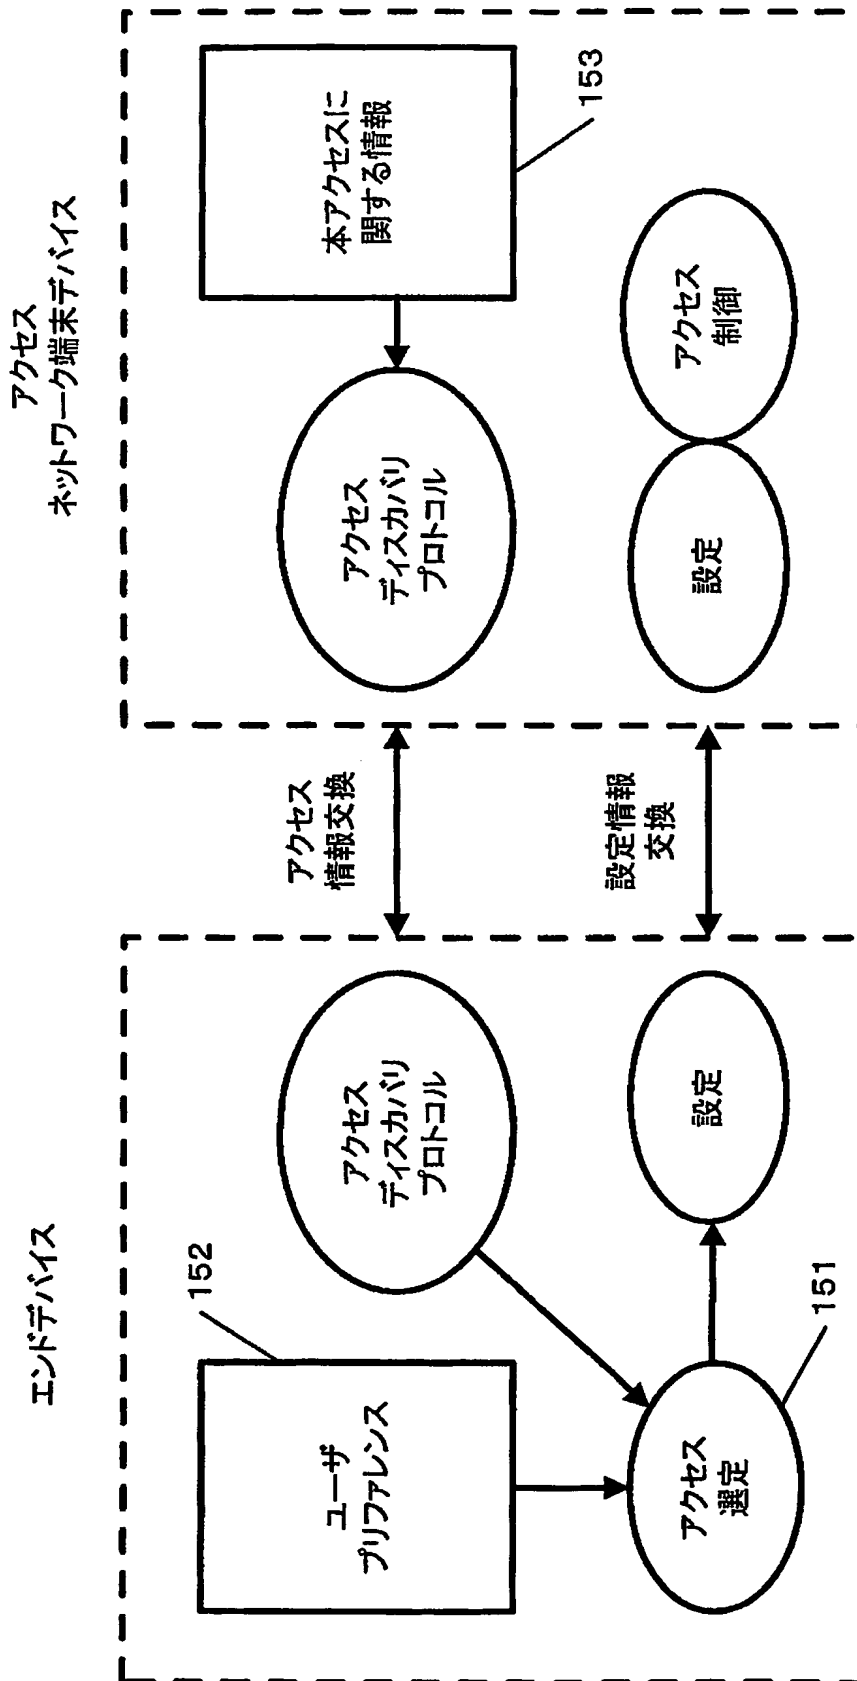 エンドデバイス
ユーザ
プリファレンス
152
アクセス
ディスカバリ
プロトコル
アクセス
選定
151
設定
アクセス
情報交換
設定情報
交換
アクセス
ネットワーク端末デバイス
アクセス
ディスカバリ
プロトコル
本アクセスに
関する情報
153
設定
アクセス
制御